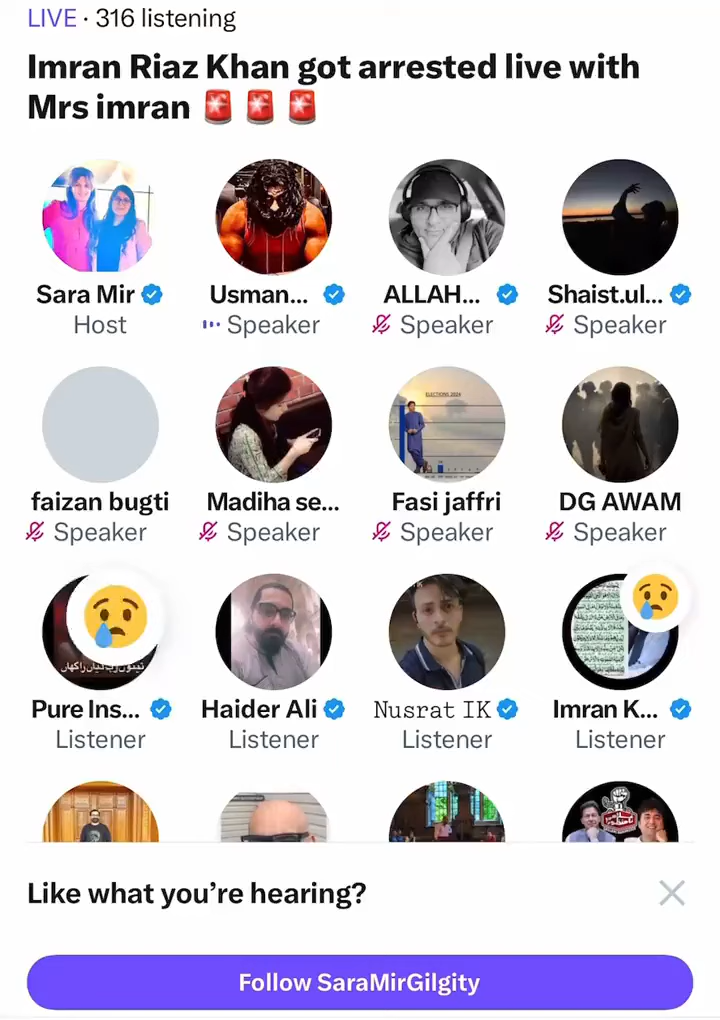 LIVE · 316 listening
Imran Riaz Khan got arrested live with
Mrs imran 🚨 🚨 🚨
Sara Mir
Usman...
ALLAH...
Shaist.ul...
Host
Speaker
Speaker
Speaker
ELECTIONS 2024
faizan bugti
Madiha se...
Fasi jaffri
DG AWAM
Speaker
Speaker
Speaker
Speaker
Pure Ins...
Haider Ali
Nusrat IK
Imran K...
Listener
Listener
Listener
Listener
Like what you're hearing?
Follow SaraMirGilgity